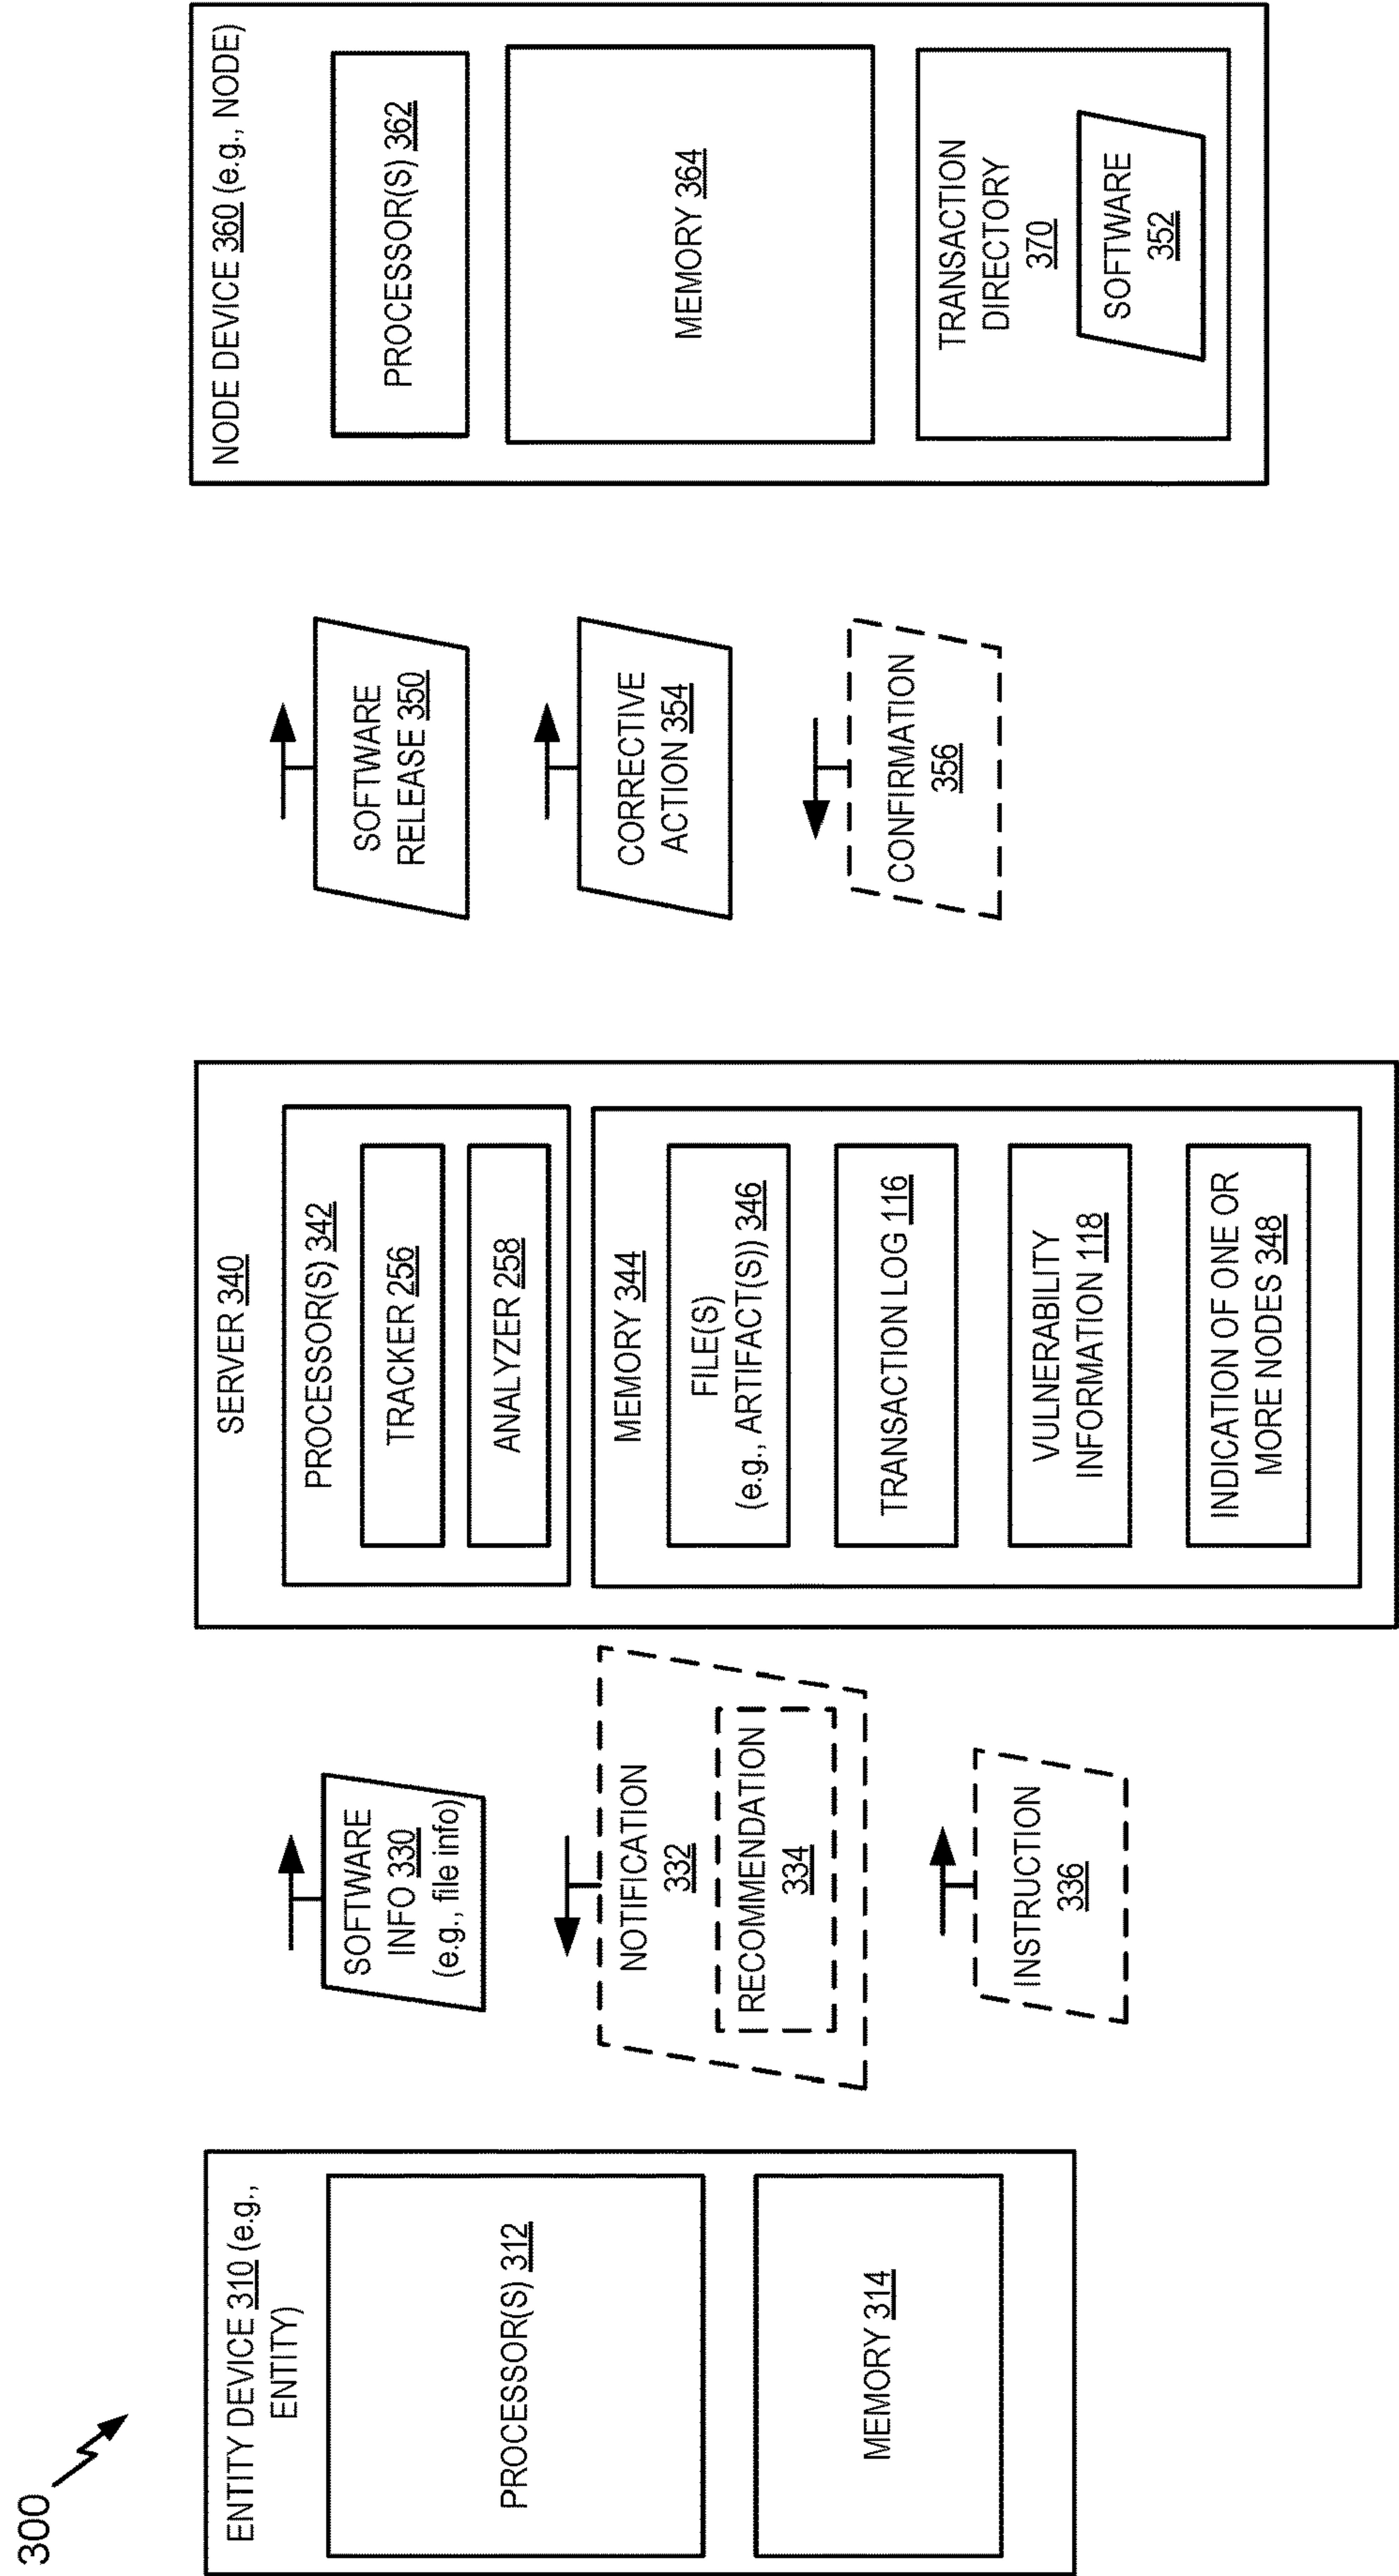 300
ENTITY DEVICE 310 (e.g.,
ENTITY)
PROCESSOR(S) 312
MEMORY 314
SOFTWARE
INFO 330
(e.g., file info)
NOTIFICATION
332
RECOMMENDATION
334
INSTRUCTION
336
SERVER 340
PROCESSOR(S) 342
TRACKER 256
ANALYZER 258
MEMORY 344
FILE(S)
(e.g., ARTIFACT(S)) 346
TRANSACTION LOG 116
VULNERABILITY
INFORMATION 118
INDICATION OF ONE OR
MORE NODES 348
SOFTWARE
RELEASE 350
CORRECTIVE
ACTION 354
CONFIRMATION
356
NODE DEVICE 360 (e.g., NODE)
PROCESSOR(S) 362
MEMORY 364
TRANSACTION
DIRECTORY
370
SOFTWARE
352